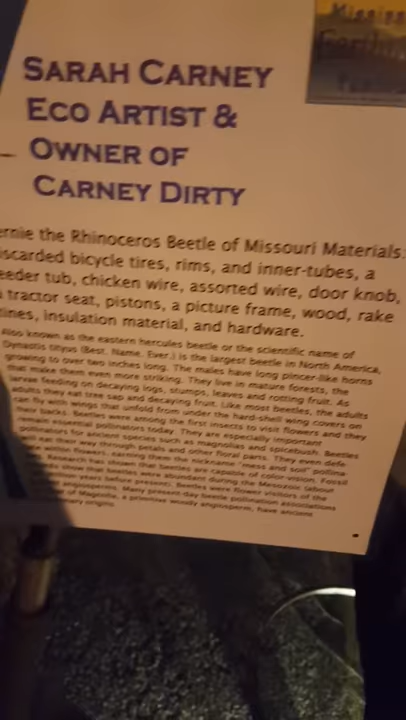 Mississ
SARAH CARNEY
ECO ARTIST &
OWNER OF
CARNEY DIRTY
ernie the Rhinoceros Beetle of Missouri Materials:
iscarded bicycle tires, rims, and inner-tubes, a
eeder tub, chicken wire, assorted wire, door knob,
tractor seat, pistons, a picture frame, wood, rake
tines, insulation material, and hardware.
Also known as the eastern hercules beetle or the scientific name of
Dynastis tityus (Best. Name. Ever.) is the largest beetle in North America,
growing to over two inches long. The males have long pincer-like horns
that make them even more striking. They live in mature forests, the
larvae feeding on decaying logs, stumps, leaves and rotting fruit. As
adults they eat tree sap and decaying fruit. Like most beetles, the adults
can fly with wings that unfold from under the hard-shell wing covers on
their backs. Beetles were among the first insects to visit flowers and they
remain essential pollinators today. They are especially important
pollinators for ancient species such as magnolias and spicebush. Beetles
will eat their way through petals and other floral parts. They even defe-
cate within flowers, earning them the nickname "mess and soil" pollina-
Research has shown that beetles are capable of color vision. Fossil
show that beetles were abundant during the Mesozoic (about
million years before present). Beetles were flower visitors of the
angiosperms. Many present-day beetle pollination associations
of Magnolia, a primitive woody angiosperm, have ancient
origins.